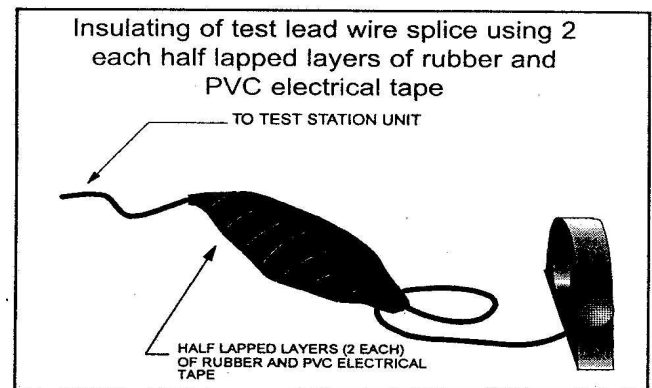 Insulating of test lead wire splice using 2
each half lapped layers of rubber and
PVC electrical tape
TO TEST STATION UNIT
HALF LAPPED LAYERS (2 EACH)
OF RUBBER AND PVC ELECTRICAL
TAPE